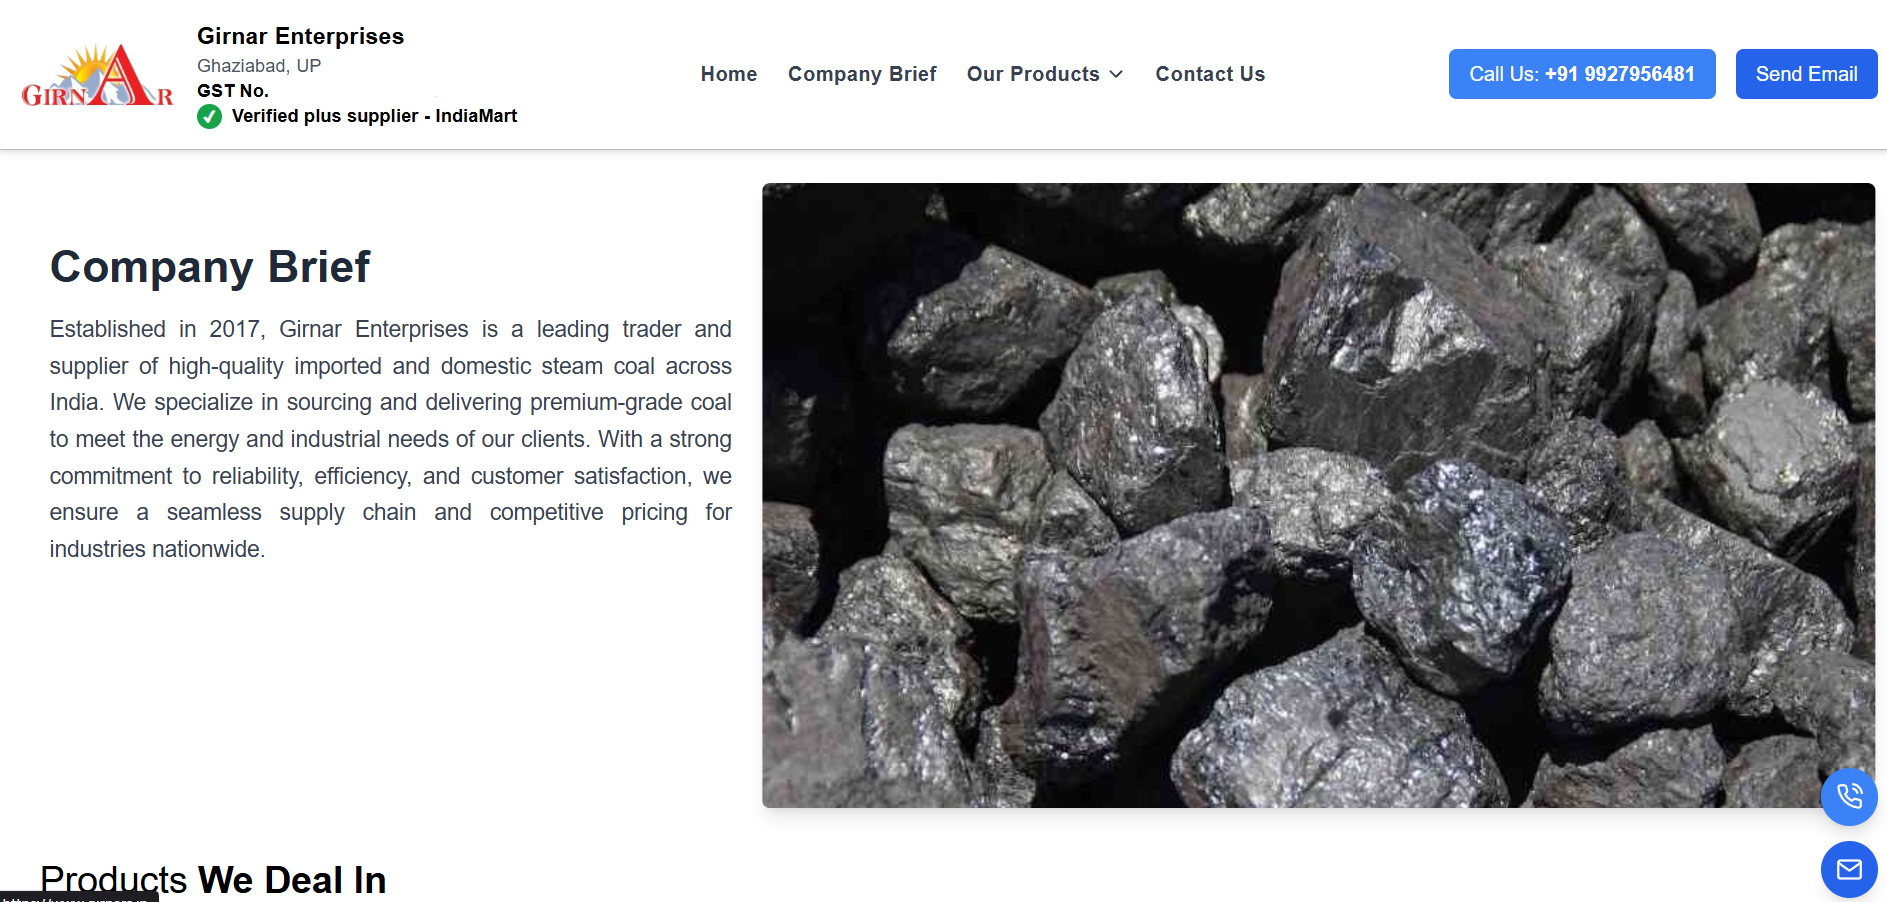 GIRNAR
Girnar Enterprises
Ghaziabad, UP
GST No.
Verified plus supplier - IndiaMart
Home
Company Brief
Our Products
Contact Us
Call Us: +91 9927956481
Send Email
Company Brief
Established in 2017, Girnar Enterprises is a leading trader and
supplier of high-quality imported and domestic steam coal across
India. We specialize in sourcing and delivering premium-grade coal
to meet the energy and industrial needs of our clients. With a strong
commitment to reliability, efficiency, and customer satisfaction, we
ensure a seamless supply chain and competitive pricing for
industries nationwide.
Products We Deal In